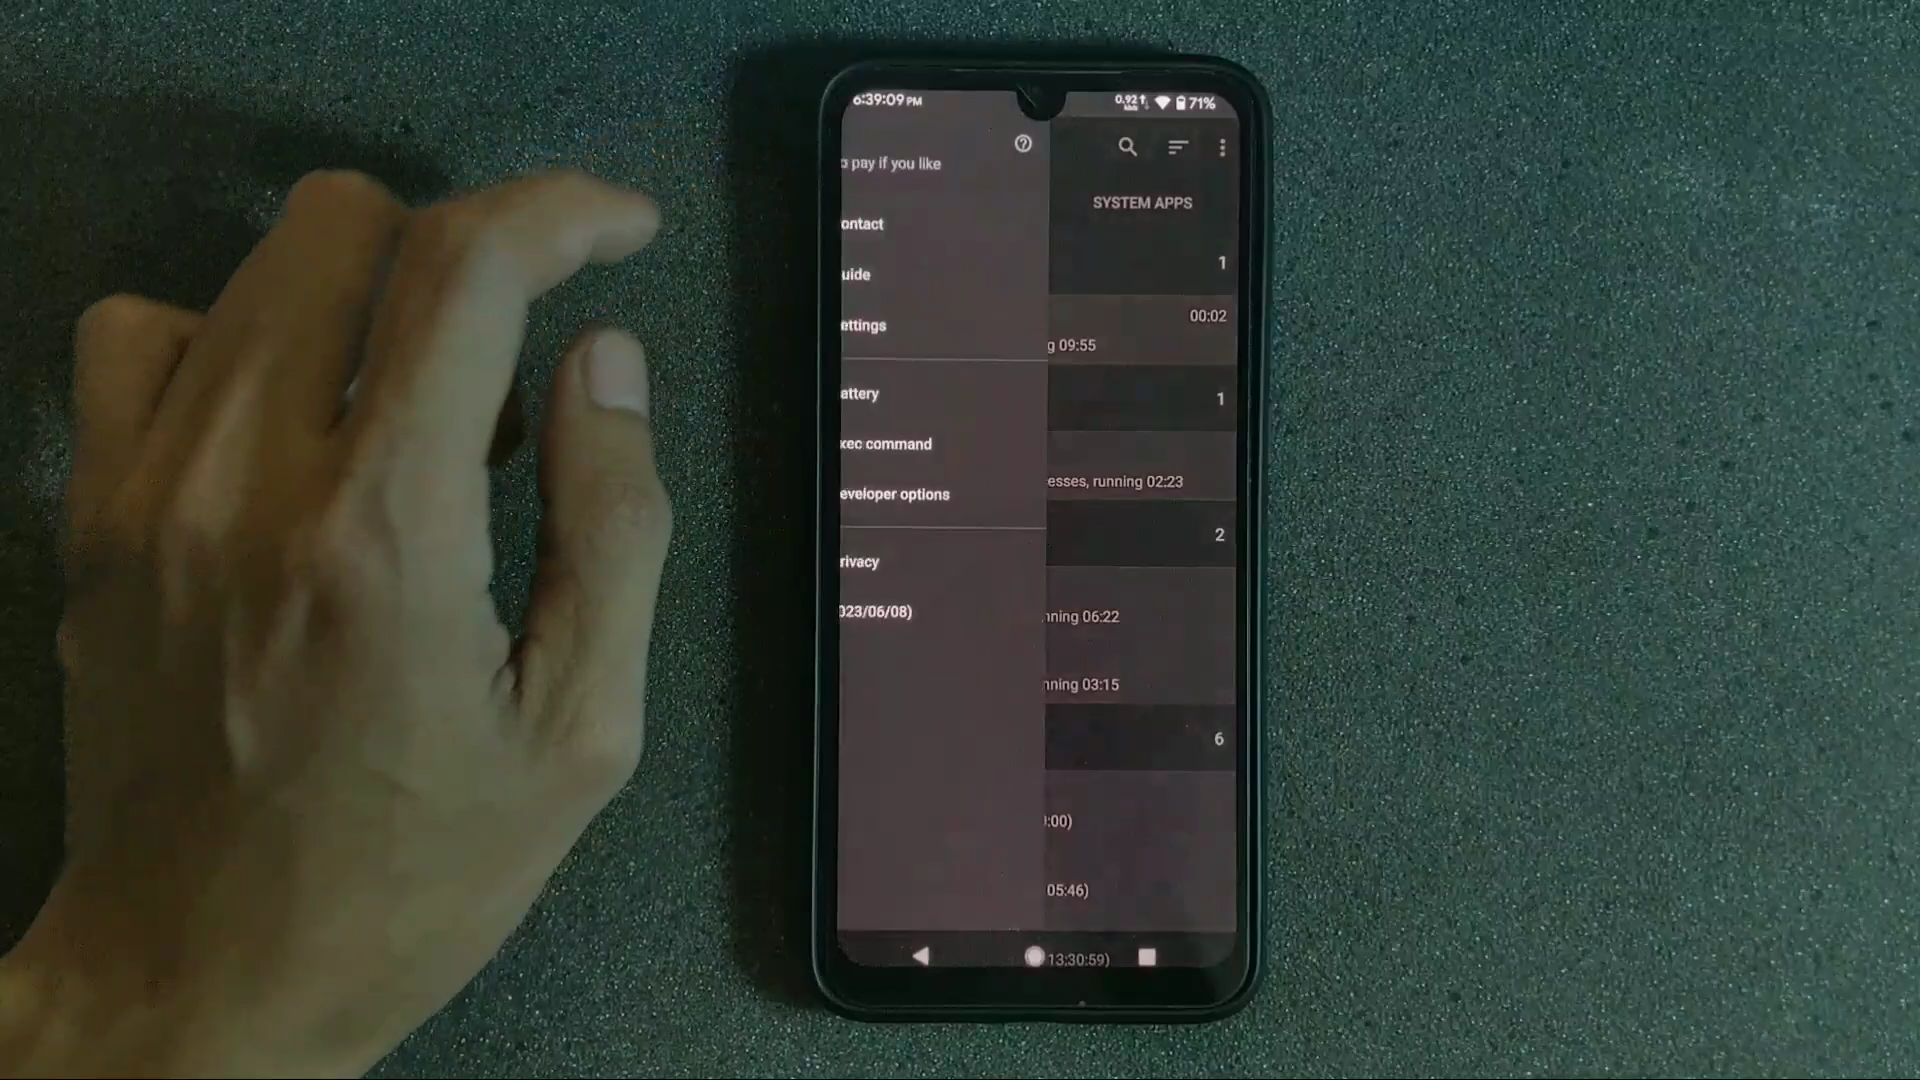 6:39:09 PM
0.92
71%
o pay if you like
ontact
uide
ettings
attery
xec command
eveloper options
rivacy
023/06/08)
SYSTEM APPS
1
00:02
g 09:55
1
esses, running 02:23
2
nning 06:22
nning 03:15
6
:00)
05:46)
13:30:59)